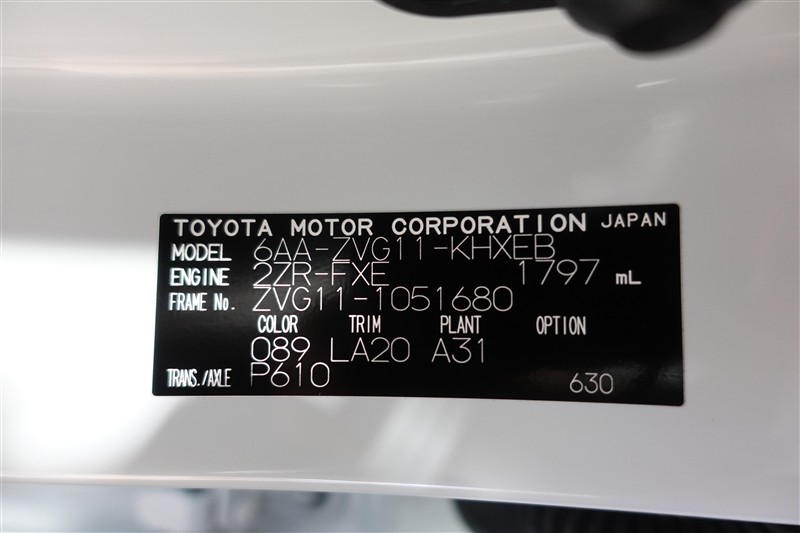 TOYOTA MOTOR CORPORATION JAPAN
MODEL 6AA-ZVG11-KHXEB
ENGINE 2ZR-FXE 1797 mL
FRAME No. ZVG11-1051680
COLOR TRIM PLANT OPTION
089 LA20 A31
TRANS./AXLE P610 630